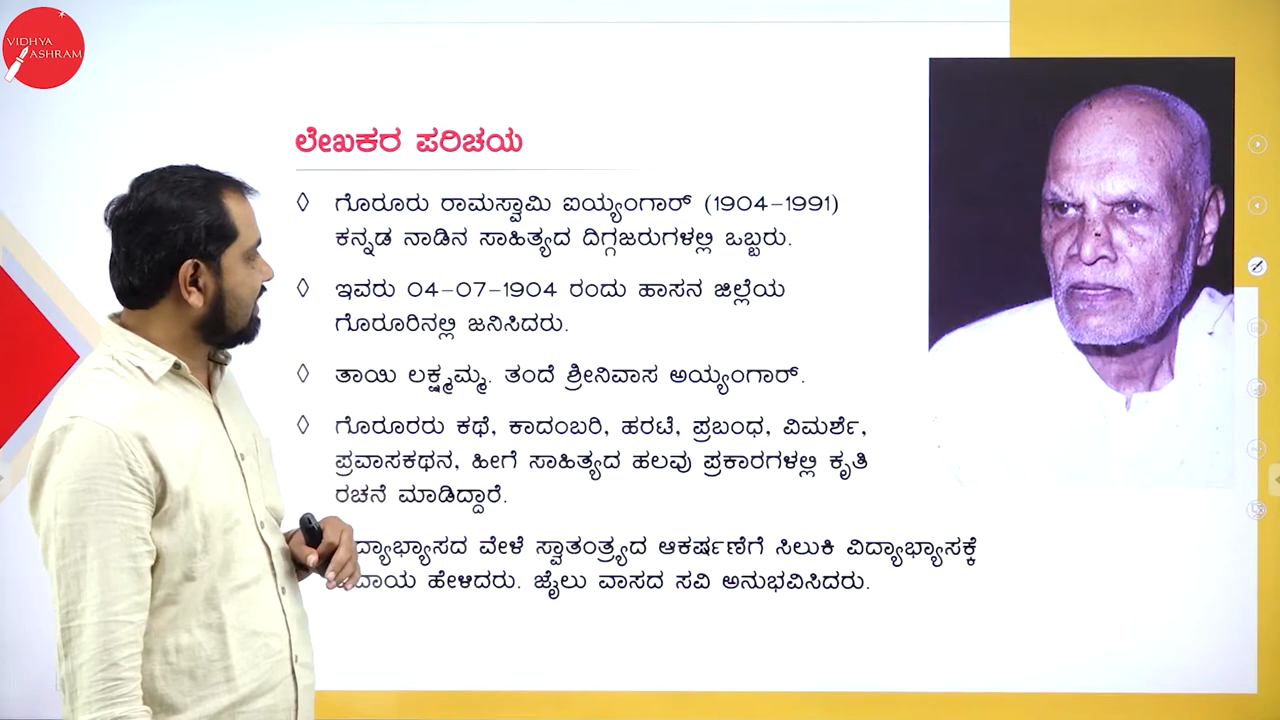 VIDHYA
ASHRAM
ಲೇಖಕರ ಪರಿಚಯ
◊ ಗೊರೂರು ರಾಮಸ್ವಾಮಿ ಐಯ್ಯಂಗಾರ್ (1904-1991)
ಕನ್ನಡ ನಾಡಿನ ಸಾಹಿತ್ಯದ ದಿಗ್ಗಜರುಗಳಲ್ಲಿ ಒಬ್ಬರು.
◊ ಇವರು 04-07-1904 ರಂದು ಹಾಸನ ಜಿಲ್ಲೆಯ
ಗೊರೂರಿನಲ್ಲಿ ಜನಿಸಿದರು.
◊ ತಾಯಿ ಲಕ್ಷ್ಮಮ್ಮ. ತಂದೆ ಶ್ರೀನಿವಾಸ ಅಯ್ಯಂಗಾರ್.
◊ ಗೊರೂರರು ಕಥೆ, ಕಾದಂಬರಿ, ಹರಟೆ, ಪ್ರಬಂಧ, ವಿಮರ್ಶೆ,
ಪ್ರವಾಸಕಥನ, ಹೀಗೆ ಸಾಹಿತ್ಯದ ಹಲವು ಪ್ರಕಾರಗಳಲ್ಲಿ ಕೃತಿ
ರಚನೆ ಮಾಡಿದ್ದಾರೆ.
ವೇಳೆ ಸ್ವಾತಂತ್ರ್ಯದ ಆಕರ್ಷಣೆಗೆ ಸಿಲುಕಿ ವಿದ್ಯಾಭ್ಯಾಸಕ್ಕೆ
ಹೇಳಿದರು. ಜೈಲು ವಾಸದ ಸವಿ ಅನುಭವಿಸಿದರು.